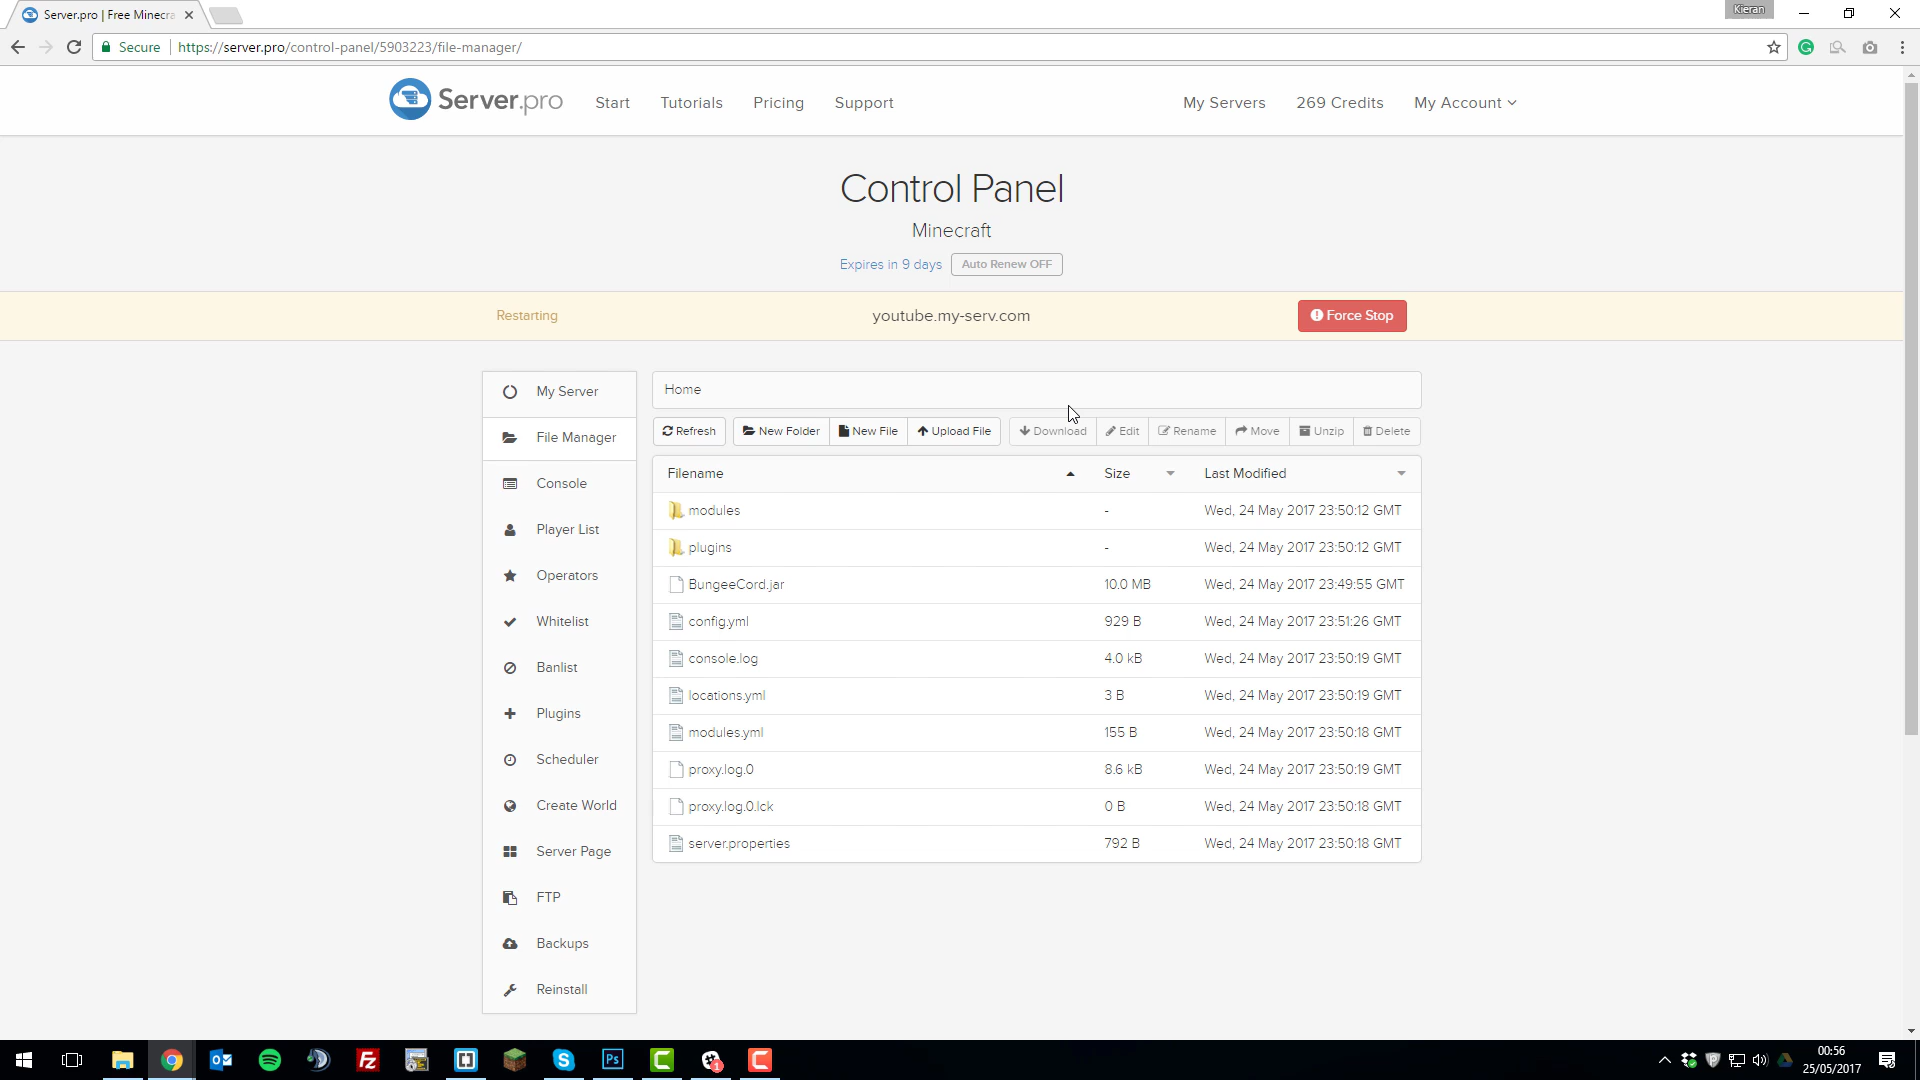 Server.pro | Free Minecra
Kieran
Secure https://server.pro/control-panel/5903223/file-manager/
Server.pro Start Tutorials Pricing Support My Servers 269 Credits My Account
Control Panel
Minecraft
Expires in 9 days Auto Renew OFF
Restarting youtube.my-serv.com Force Stop
My Server
File Manager
Console
Player List
Operators
Whitelist
Banlist
Plugins
Scheduler
Create World
Server Page
FTP
Backups
Reinstall
Home
Refresh New Folder New File Upload File Download Edit Rename Move Unzip Delete
Filename Size Last Modified
modules - Wed, 24 May 2017 23:50:12 GMT
plugins - Wed, 24 May 2017 23:50:12 GMT
BungeeCord.jar 10.0 MB Wed, 24 May 2017 23:49:55 GMT
config.yml 929 B Wed, 24 May 2017 23:51:26 GMT
console.log 4.0 kB Wed, 24 May 2017 23:50:19 GMT
locations.yml 3 B Wed, 24 May 2017 23:50:19 GMT
modules.yml 155 B Wed, 24 May 2017 23:50:18 GMT
proxy.log.0 8.6 kB Wed, 24 May 2017 23:50:19 GMT
proxy.log.0.lck 0 B Wed, 24 May 2017 23:50:18 GMT
server.properties 792 B Wed, 24 May 2017 23:50:18 GMT
Fz
Ps
1
00:56
25/05/2017